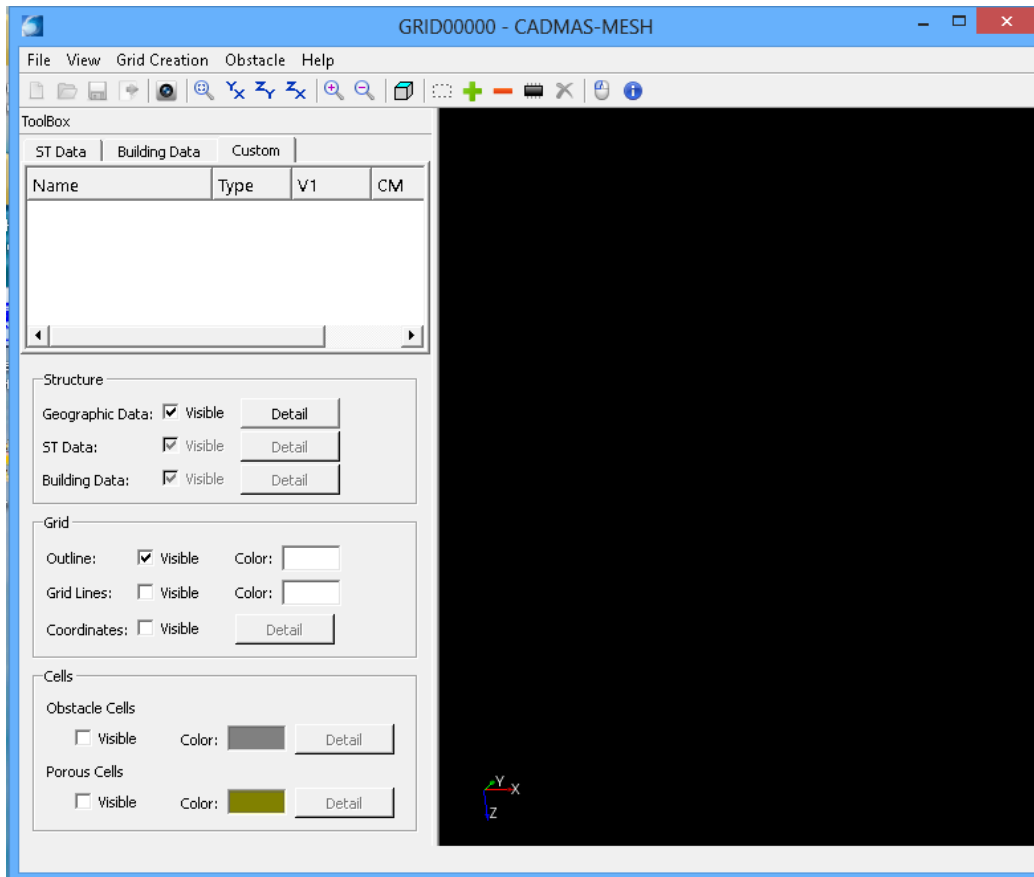 GRID00000 - CADMAS-MESH
File View Grid Creation Obstacle Help
Y X Z Y Z X
ToolBox
ST Data Building Data Custom
Name Type V1 CM
Structure
Geographic Data: Visible Detail
ST Data: Visible Detail
Building Data: Visible Detail
Grid
Outline: Visible Color:
Grid Lines: Visible Color:
Coordinates: Visible Detail
Cells
Obstacle Cells
Visible Color: Detail
Porous Cells
Visible Color: Detail
Y
X
Z